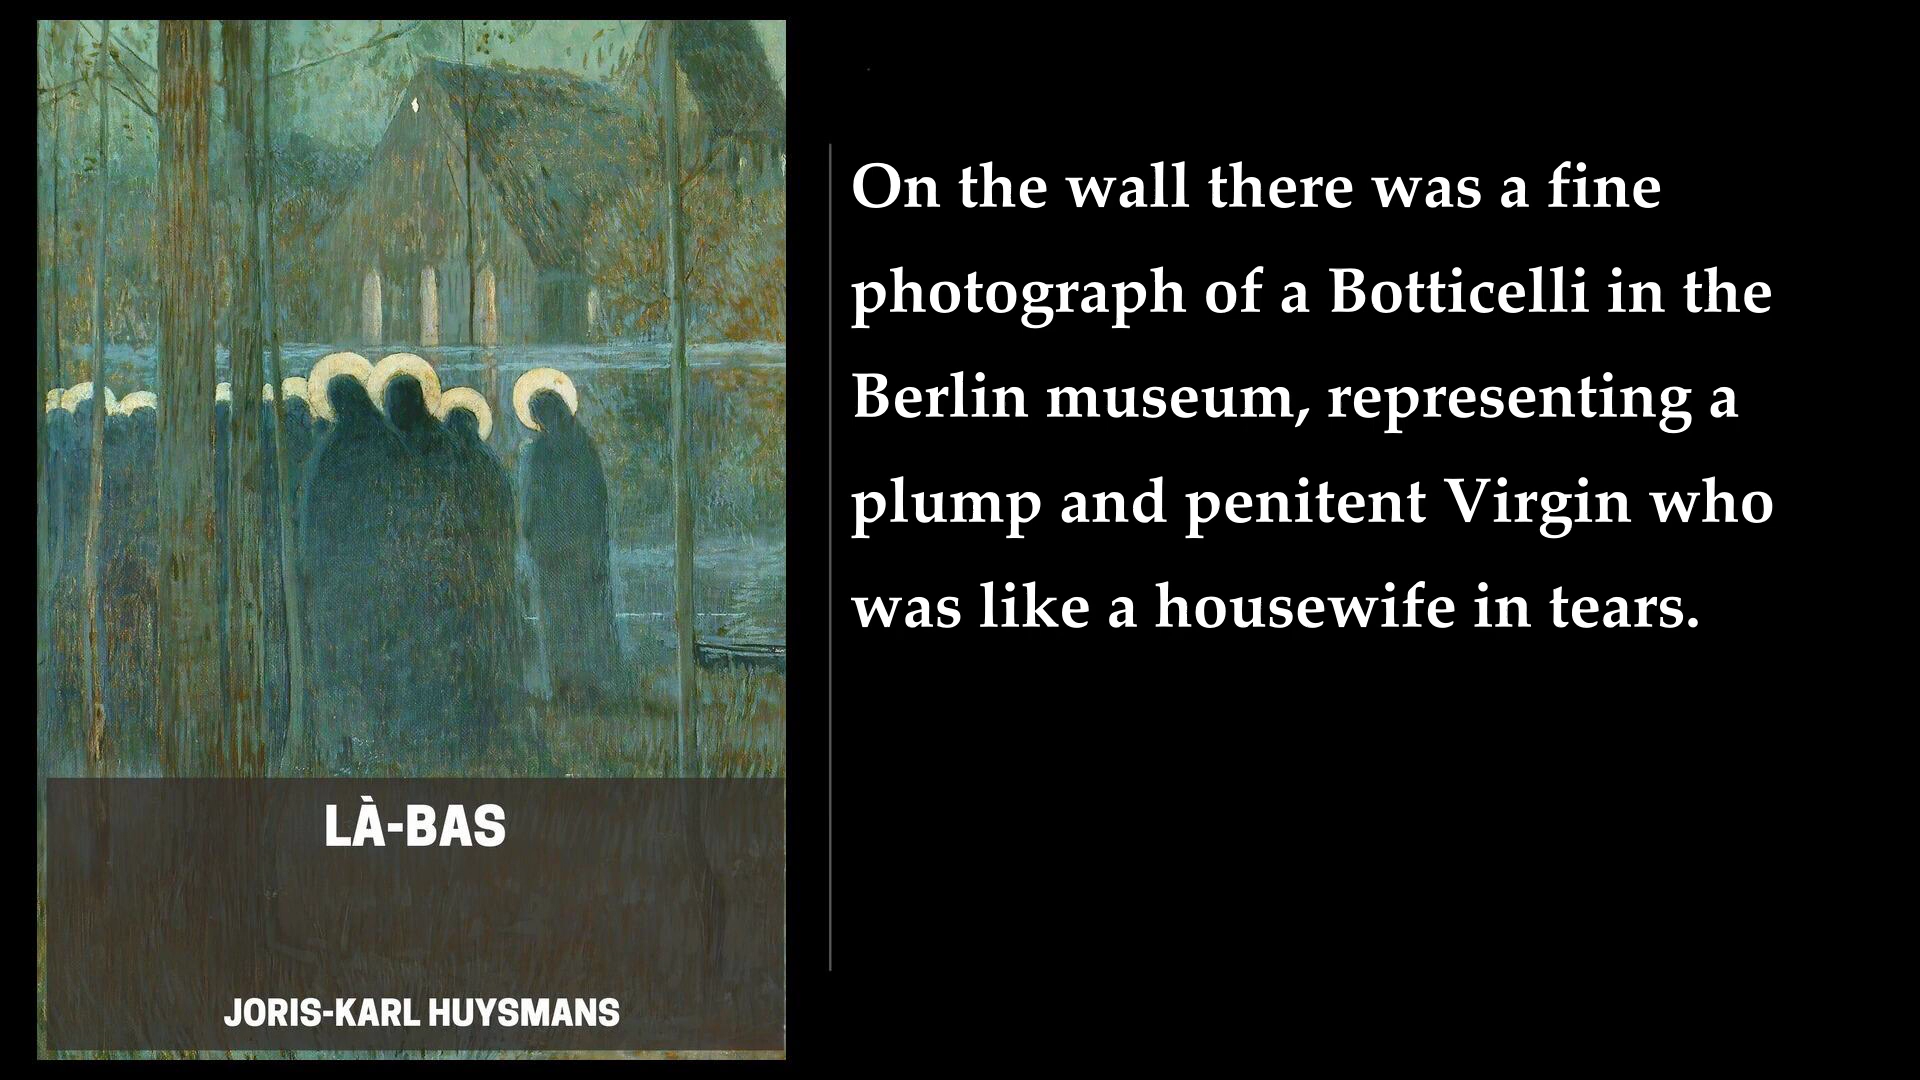 LÀ-BAS
JORIS-KARL HUYSMANS
On the wall there was a fine
photograph of a Botticelli in the
Berlin museum, representing a
plump and penitent Virgin who
was like a housewife in tears.